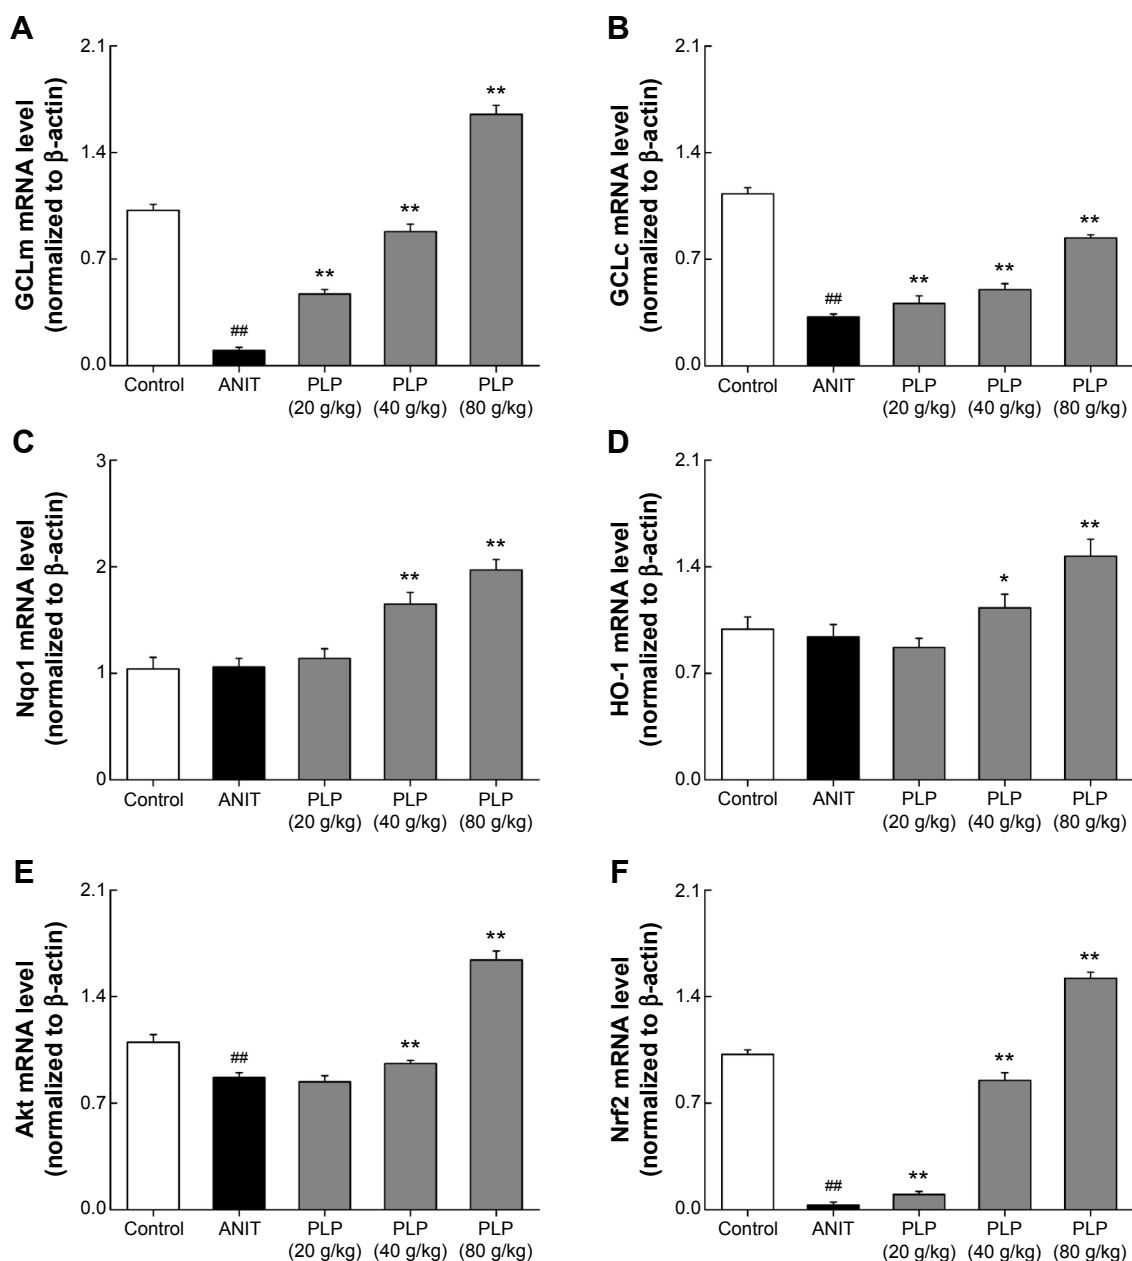 A
GCLm mRNA level
(normalized to β-actin)
2.1
1.4
0.7
0.0
##
**
**
**
Control ANIT PLP PLP PLP
(20 g/kg) (40 g/kg) (80 g/kg)
B
GCLc mRNA level
(normalized to β-actin)
2.1
1.4
0.7
0.0
##
**
**
**
Control ANIT PLP PLP PLP
(20 g/kg) (40 g/kg) (80 g/kg)
C
Nqo1 mRNA level
(normalized to β-actin)
3
2
1
0
**
**
Control ANIT PLP PLP PLP
(20 g/kg) (40 g/kg) (80 g/kg)
D
HO-1 mRNA level
(normalized to β-actin)
2.1
1.4
0.7
0.0
*
**
Control ANIT PLP PLP PLP
(20 g/kg) (40 g/kg) (80 g/kg)
E
Akt mRNA level
(normalized to β-actin)
2.1
1.4
0.7
0.0
##
**
**
Control ANIT PLP PLP PLP
(20 g/kg) (40 g/kg) (80 g/kg)
F
Nrf2 mRNA level
(normalized to β-actin)
2.1
1.4
0.7
0.0
##
**
**
**
Control ANIT PLP PLP PLP
(20 g/kg) (40 g/kg) (80 g/kg)